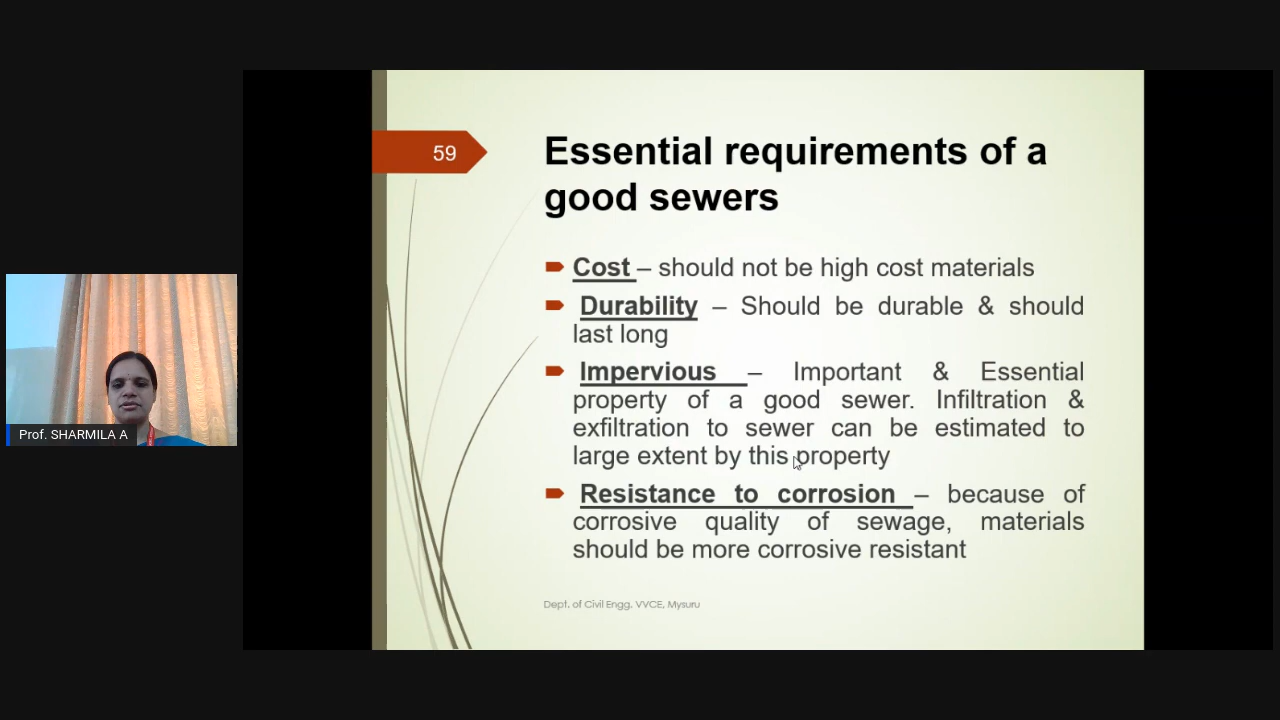 59
Essential requirements of a
good sewers
Cost – should not be high cost materials
Durability – Should be durable & should
last long
Impervious – Important & Essential
property of a good sewer. Infiltration &
exfiltration to sewer can be estimated to
large extent by this property
Resistance to corrosion – because of
corrosive quality of sewage, materials
should be more corrosive resistant
Dept. of Civil Engg. VVCE, Mysuru
Prof. SHARMILA A